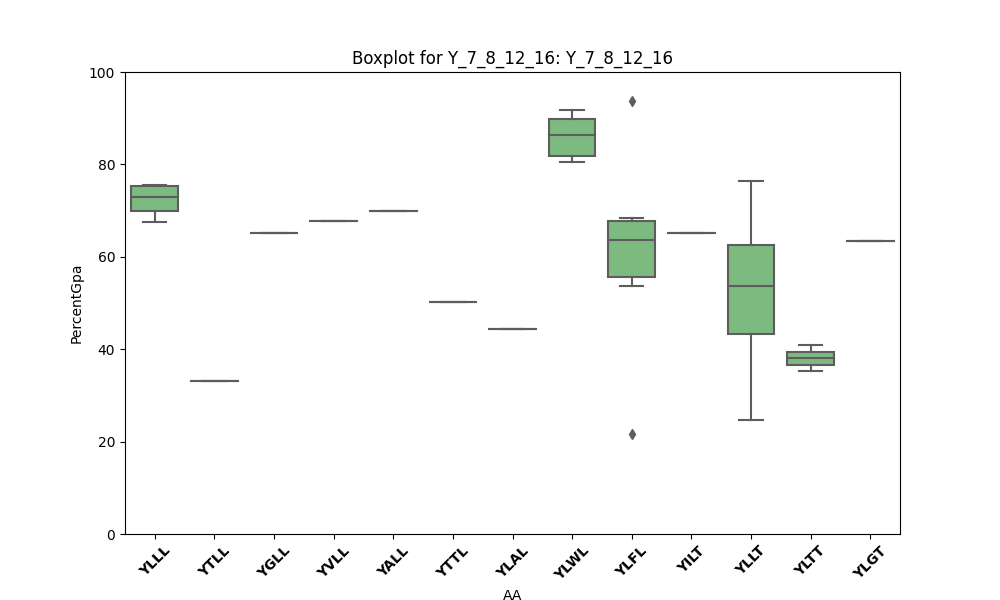 Boxplot for Y_7_8_12_16: Y_7_8_12_16
100
80
60
40
20
0
PercentGpa
YLLL YTLL YGLL YVLL YALL YTTL YLAL YLWL YLFL YILT YLLT YLTT YLGT
AA